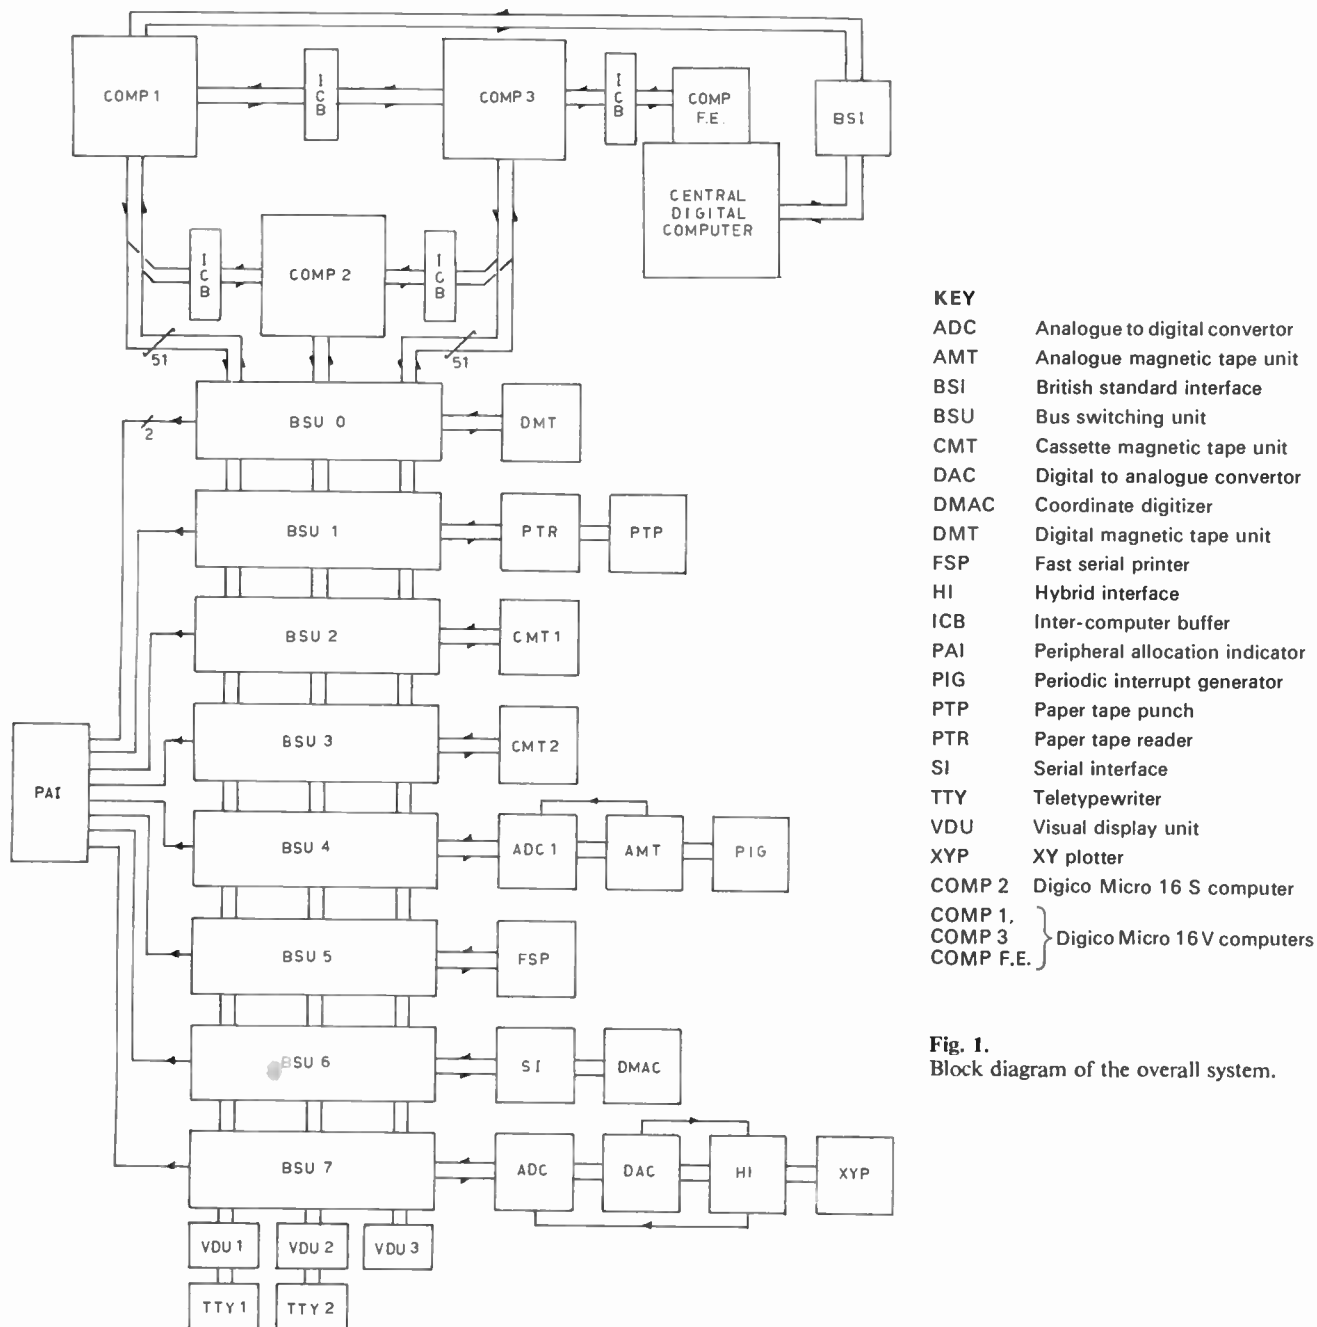 COMP 1
I
C
B
COMP 3
I
C
B
COMP
F.E.
BSI
CENTRAL
DIGITAL
COMPUTER
I
C
B
COMP 2
I
C
B
51
51
BSU 0
DMT
2
BSU 1
PTR
PTP
BSU 2
CMT1
BSU 3
CMT2
PAI
BSU 4
ADC 1
AMT
PIG
BSU 5
FSP
BSU 6
SI
DMAC
BSU 7
ADC
DAC
HI
XYP
VDU 1
VDU 2
VDU 3
TTY 1
TTY 2
KEY
ADC Analogue to digital convertor
AMT Analogue magnetic tape unit
BSI British standard interface
BSU Bus switching unit
CMT Cassette magnetic tape unit
DAC Digital to analogue convertor
DMAC Coordinate digitizer
DMT Digital magnetic tape unit
FSP Fast serial printer
HI Hybrid interface
ICB Inter-computer buffer
PAI Peripheral allocation indicator
PIG Periodic interrupt generator
PTP Paper tape punch
PTR Paper tape reader
SI Serial interface
TTY Teletypewriter
VDU Visual display unit
XYP XY plotter
COMP 2 Digico Micro 16 S computer
COMP 1,
COMP 3 Digico Micro 16V computers
COMP F.E.
Fig. 1.
Block diagram of the overall system.